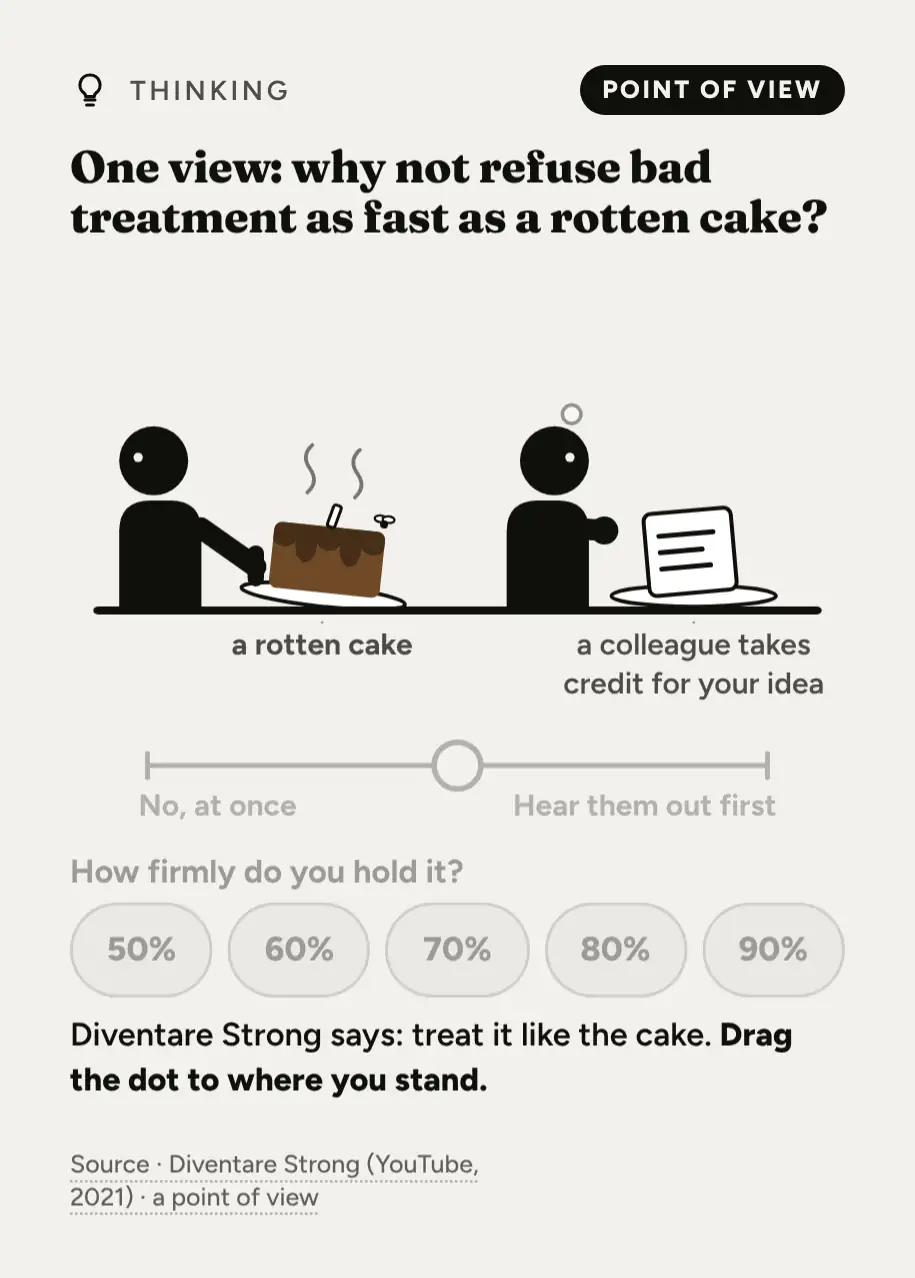 THINKING
POINT OF VIEW
One view: why not refuse bad
treatment as fast as a rotten cake?
a rotten cake
a colleague takes
credit for your idea
No, at once
Hear them out first
How firmly do you hold it?
50%
60%
70%
80%
90%
Diventare Strong says: treat it like the cake. Drag
the dot to where you stand.
Source · Diventare Strong (YouTube,
2021) · a point of view